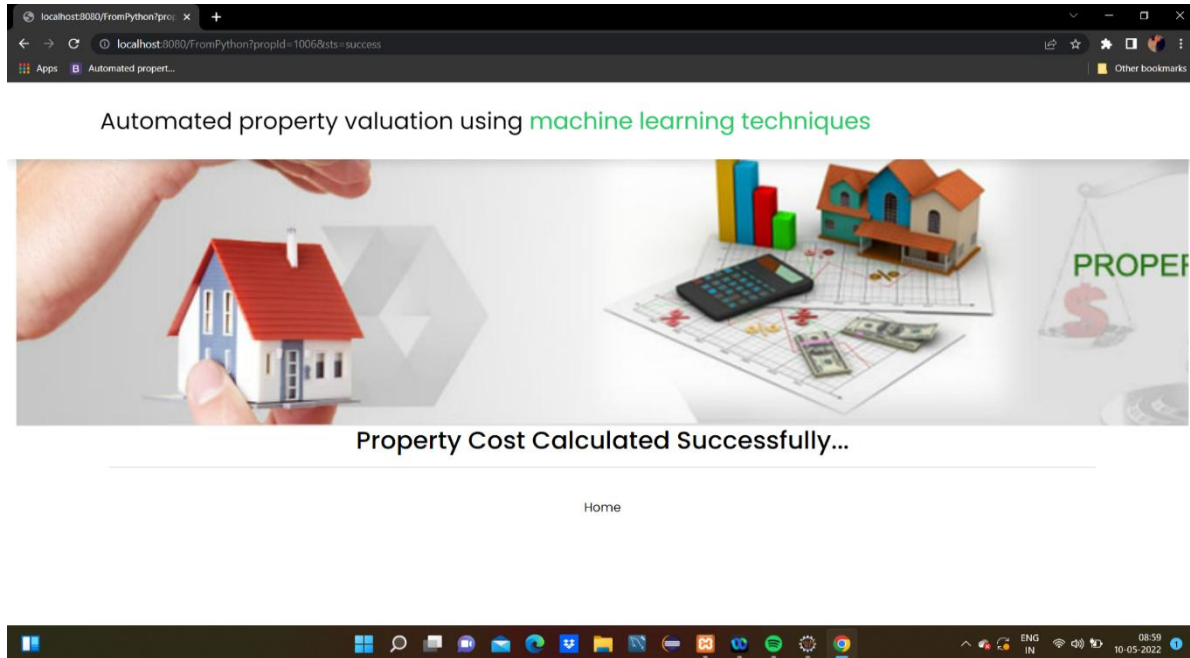 localhost:8080/FromPython?prop
localhost:8080/FromPython?propId=1006&sts=success
Apps
B Automated propert...
Other bookmarks
Automated property valuation using machine learning techniques
PROPER
Property Cost Calculated Successfully...
Home
ENG
IN
08:59
10-05-2022
1